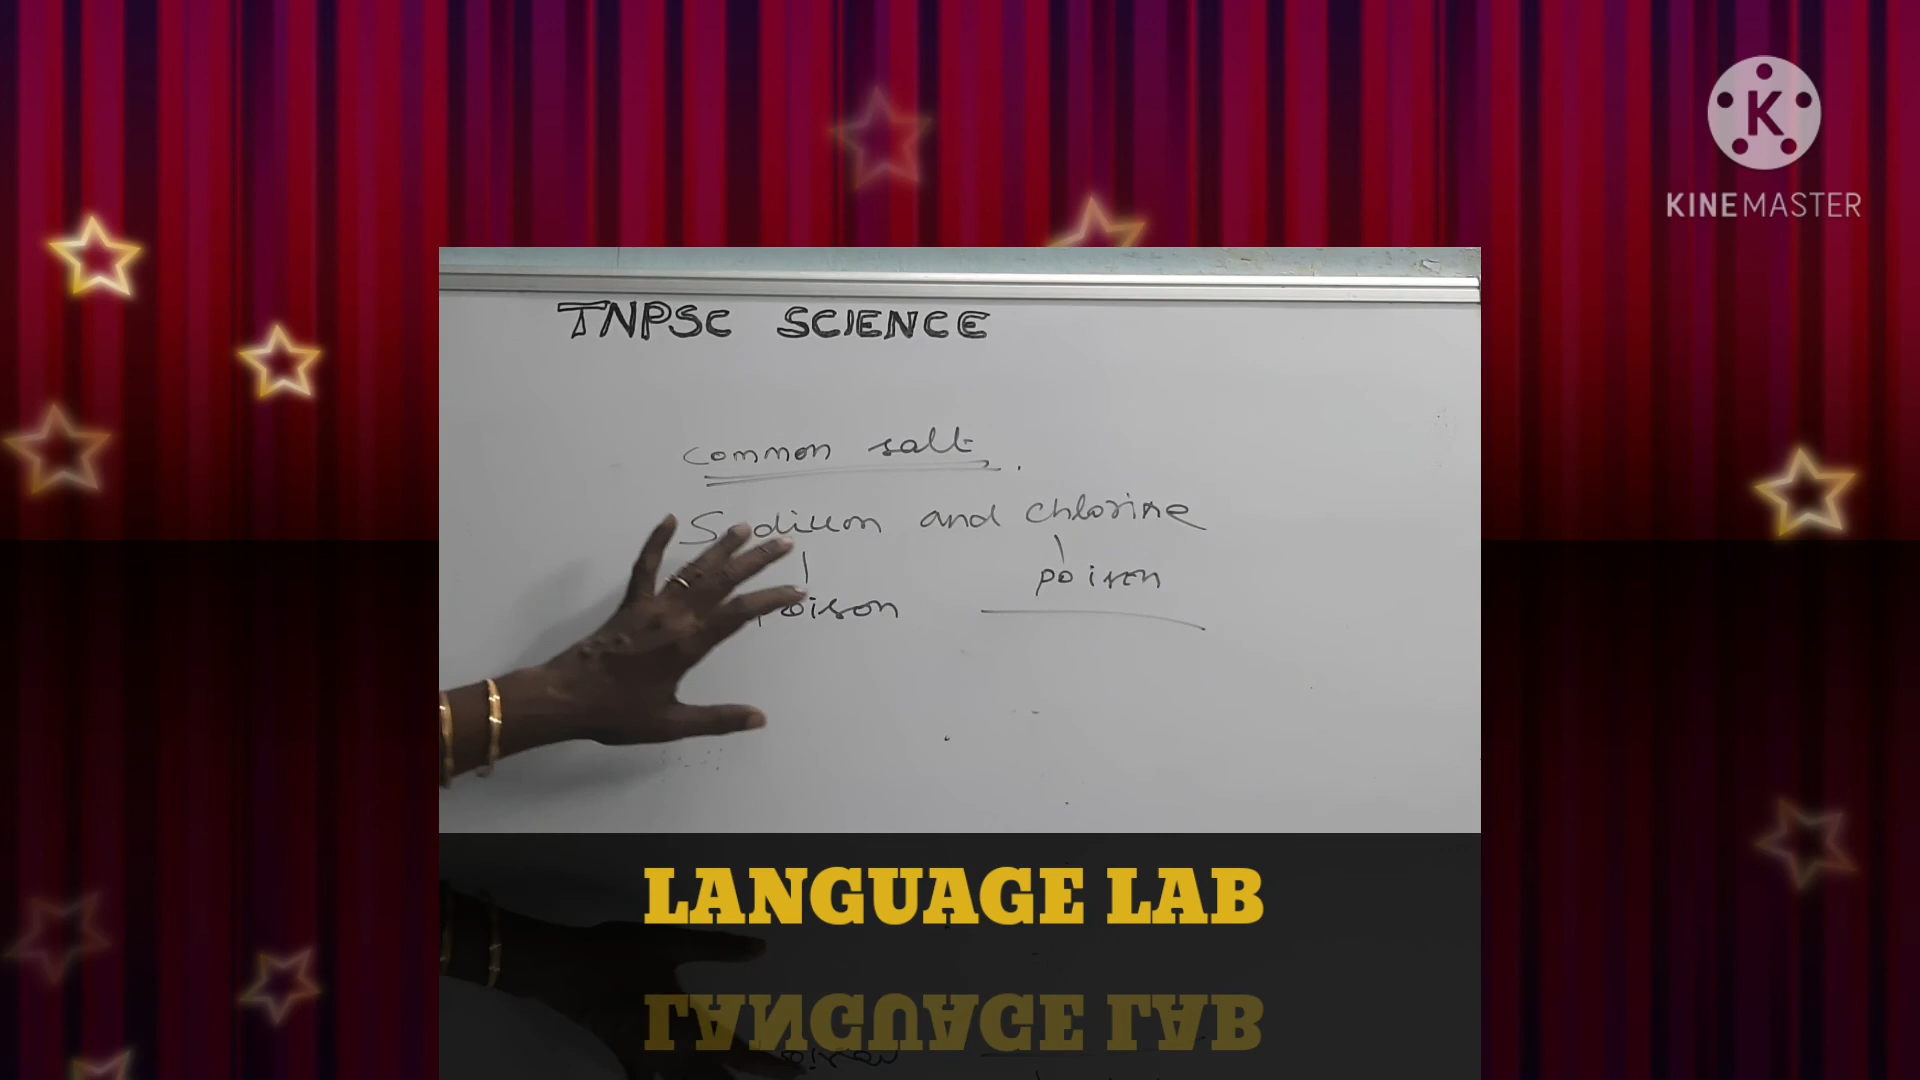 K
KINEMASTER
TNPSC SCIENCE
common salt.
Sodium and chlorine
poison
poison
LANGUAGE LAB